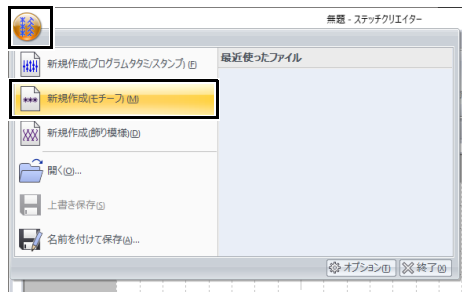 無題 - ステッチクリエイター
新規作成(プログラムタタミ/スタンプ) (F)
最近使ったファイル
新規作成(モチーフ) (M)
新規作成(飾り模様)(D)
開く(O)...
上書き保存(S)
名前を付けて保存(A)...
オプション(I)
終了(X)